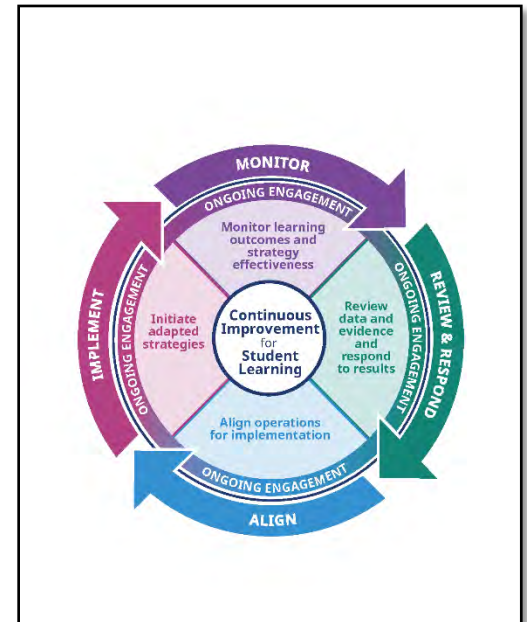 MONITOR
ONGOING ENGAGEMENT
Monitor learning
outcomes and
strategy
effectiveness
REVIEW & RESPOND
ONGOING ENGAGEMENT
Review
data and
evidence
and
respond
to results
ALIGN
ONGOING ENGAGEMENT
Align operations
for implementation
IMPLEMENT
ONGOING ENGAGEMENT
Initiate
adapted
strategies
Continuous
Improvement
for
Student
Learning